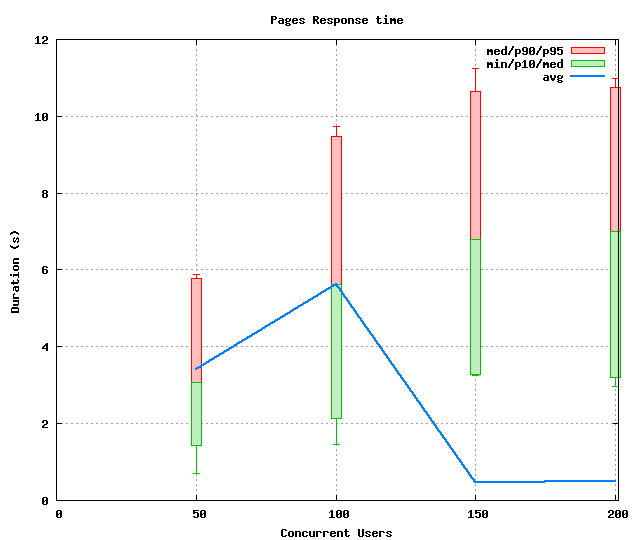 Pages Response time
med/p90/p95
min/p10/med
avg
12
10
8
6
4
2
0
Duration (s)
0 50 100 150 200
Concurrent Users